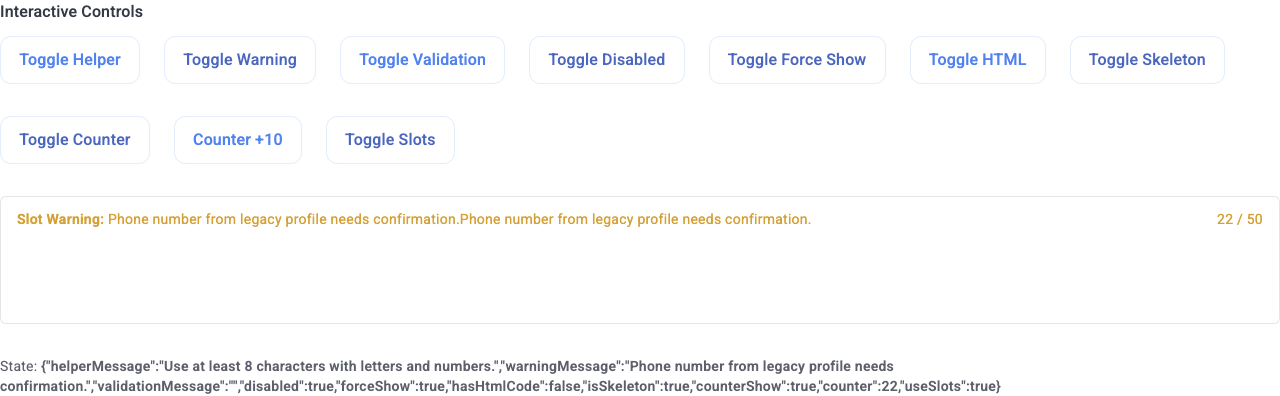 Interactive Controls
Toggle Helper
Toggle Warning
Toggle Validation
Toggle Disabled
Toggle Force Show
Toggle HTML
Toggle Skeleton
Toggle Counter
Counter +10
Toggle Slots
Slot Warning: Phone number from legacy profile needs confirmation.Phone number from legacy profile needs confirmation.
22 / 50
State: {"helperMessage":"Use at least 8 characters with letters and numbers.","warningMessage":"Phone number from legacy profile needs
confirmation.","validationMessage":"","disabled":true,"forceShow":true,"hasHtmlCode":false,"isSkeleton":true,"counterShow":true,"counter":22,"useSlots":true}